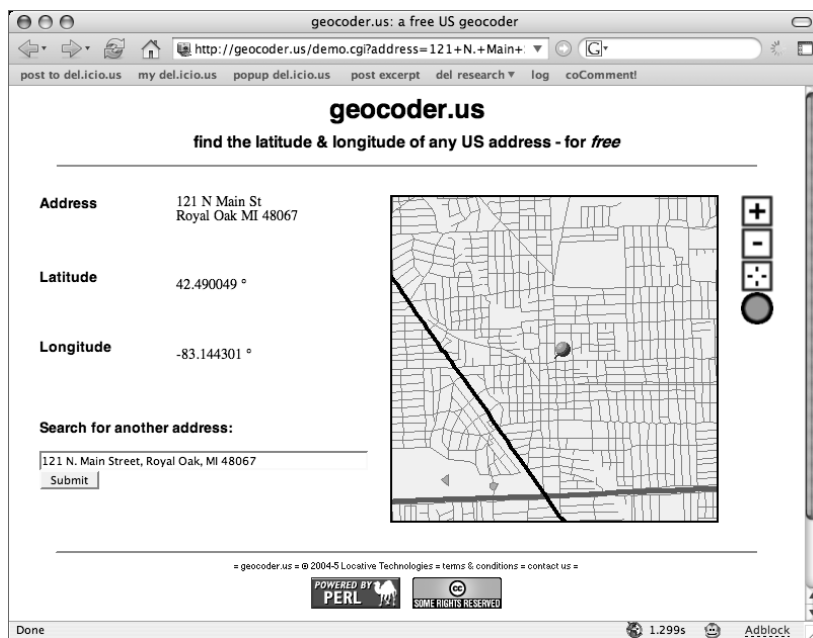 geocoder.us: a free US geocoder
http://geocoder.us/demo.cgi?address=121+N.+Main+
G
post to del.icio.us my del.icio.us popup del.icio.us post excerpt del research ▾ log coComment!
geocoder.us
find the latitude & longitude of any US address - for free
Address
121 N Main St
Royal Oak MI 48067
Latitude
42.490049 °
Longitude
-83.144301 °
Search for another address:
121 N. Main Street, Royal Oak, MI 48067
Submit
= geocoder.us = © 2004-5 Locative Technologies = terms & conditions = contact us =
POWERED BY
PERL
cc
SOME RIGHTS RESERVED
Done 1.299s Adblock